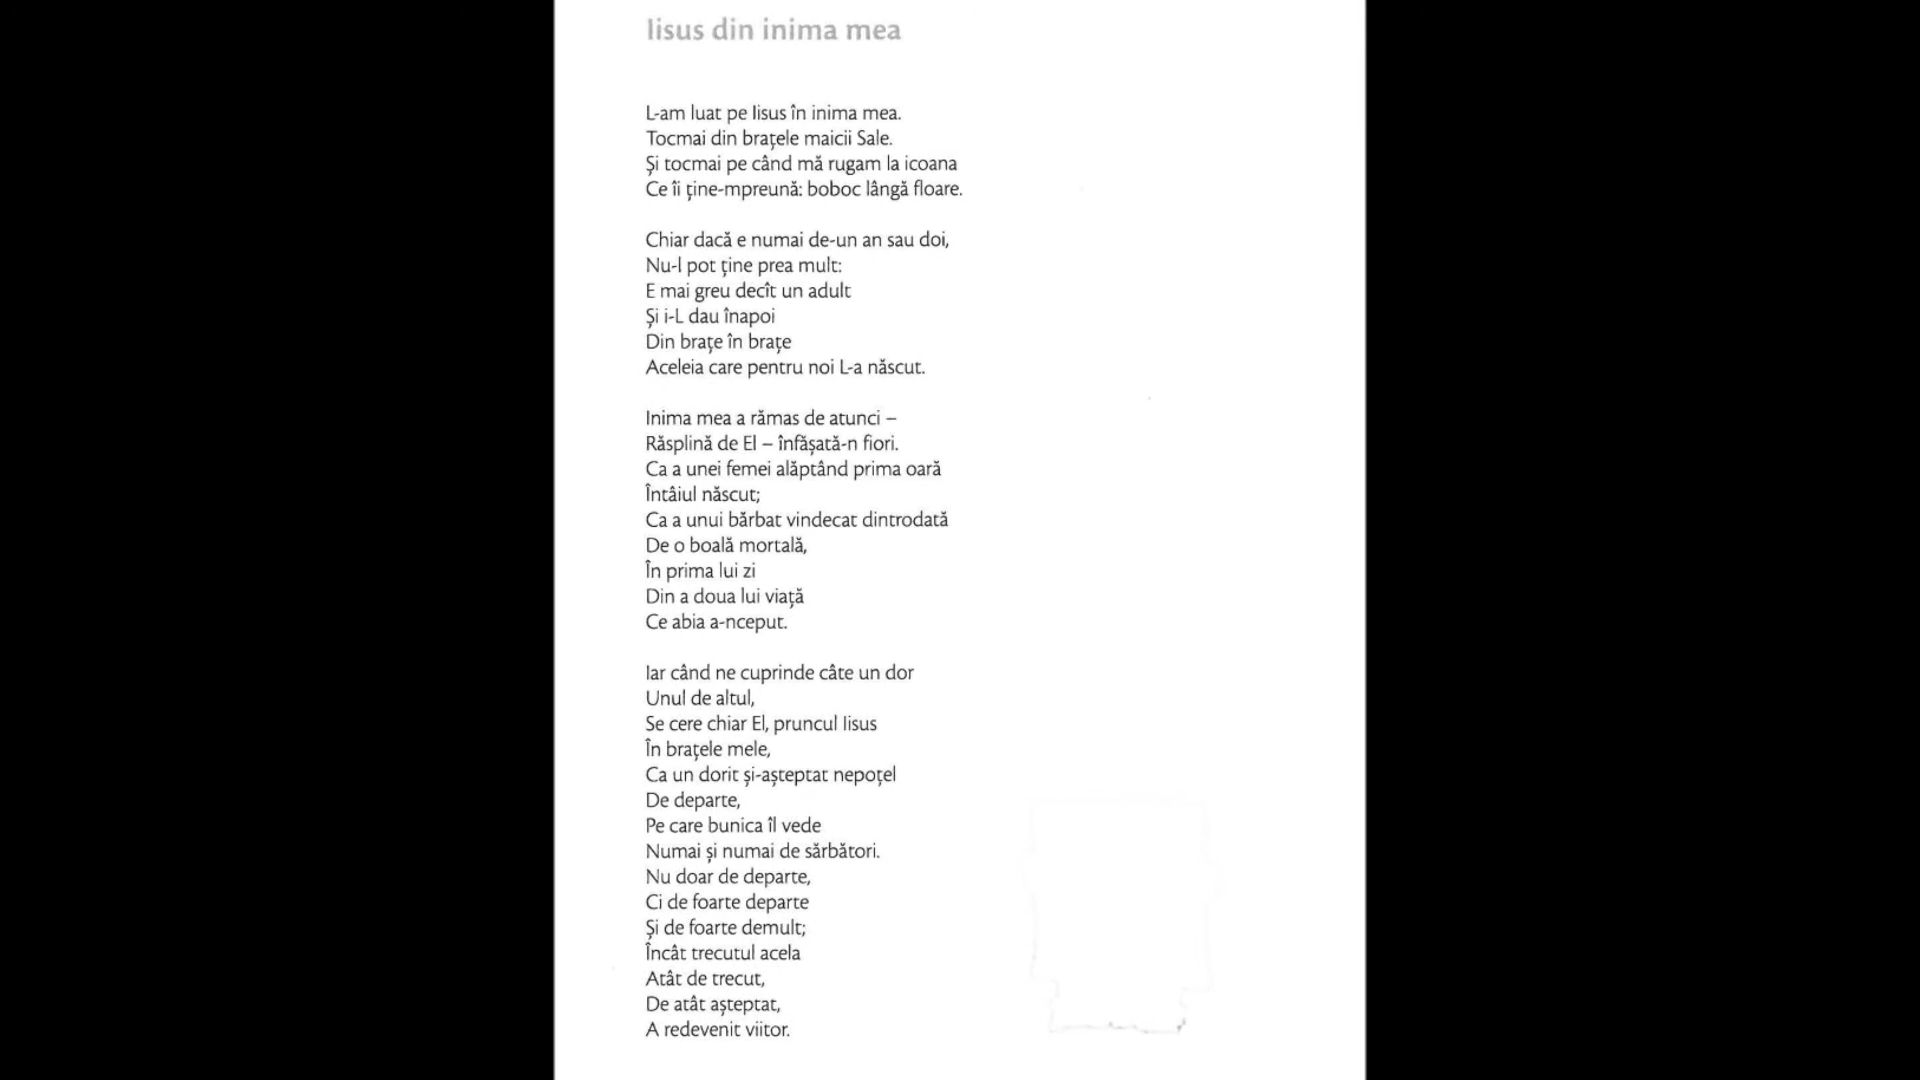 Iisus din inima mea
L-am luat pe Iisus în inima mea.
Tocmai din brațele maicii Sale.
Și tocmai pe când mă rugam la icoana
Ce îi ține-mpreună: boboc lângă floare.
Chiar dacă e numai de-un an sau doi,
Nu-l pot ține prea mult:
E mai greu decît un adult
Și i-L dau înapoi
Din brațe în brațe
Aceleia care pentru noi L-a născut.
Inima mea a rămas de atunci –
Răsplină de El – înfășată-n fiori.
Ca a unei femei alăptând prima oară
Întâiul născut;
Ca a unui bărbat vindecat dintrodată
De o boală mortală,
În prima lui zi
Din a doua lui viață
Ce abia a-nceput.
Iar când ne cuprinde câte un dor
Unul de altul,
Se cere chiar El, pruncul Iisus
În brațele mele,
Ca un dorit și-așteptat nepoțel
De departe,
Pe care bunica îl vede
Numai și numai de sărbători.
Nu doar de departe,
Ci de foarte departe
Și de foarte demult;
Încât trecutul acela
Atât de trecut,
De atât așteptat,
A redevenit viitor.